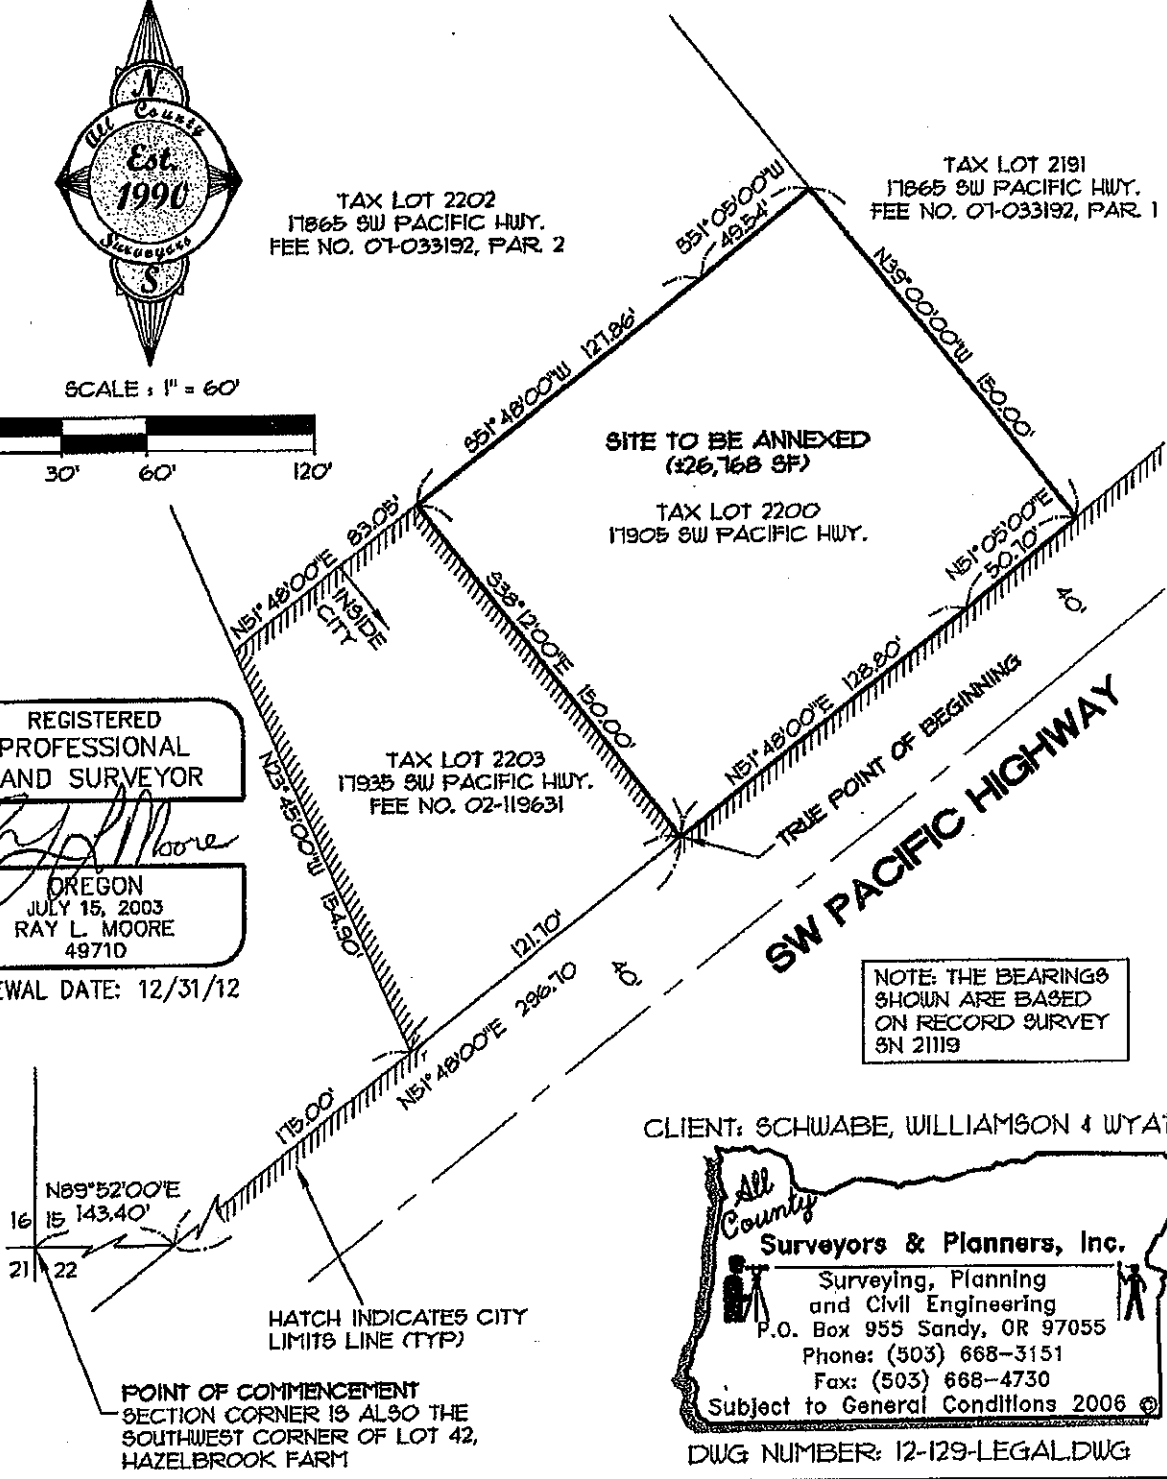 N
All County
Est.
1990
Surveyors
S
SCALE : 1" = 60'
30' 60' 120'
TAX LOT 2202
17865 SW PACIFIC HWY.
FEE NO. 07-033192, PAR. 2
TAX LOT 2191
17865 SW PACIFIC HWY.
FEE NO. 07-033192, PAR. 1
S51°05'00"W
49.54'
S51°48'00"W 127.86'
N39°00'00"W 150.00'
SITE TO BE ANNEXED
(±26,768 SF)
TAX LOT 2200
17905 SW PACIFIC HWY.
N51°05'00"E
50.70'
N51°48'00"E 83.05'
INSIDE
CITY
S38°12'00"E 150.00'
N51°48'00"E 128.80'
40'
TRUE POINT OF BEGINNING
SW PACIFIC HIGHWAY
TAX LOT 2203
17935 SW PACIFIC HWY.
FEE NO. 02-119631
N23°45'00"W 154.90'
REGISTERED
PROFESSIONAL
AND SURVEYOR
Moore
OREGON
JULY 15, 2003
RAY L. MOORE
49710
EWAL DATE: 12/31/12
121.70'
N51°48'00"E 296.70
40'
175.00'
NOTE: THE BEARINGS
SHOWN ARE BASED
ON RECORD SURVEY
SN 21119
N89°52'00"E
143.40'
16 15
21 22
HATCH INDICATES CITY
LIMITS LINE (TYP)
POINT OF COMMENCEMENT
SECTION CORNER IS ALSO THE
SOUTHWEST CORNER OF LOT 42,
HAZELBROOK FARM
CLIENT: SCHWABE, WILLIAMSON & WYAT
All
County
Surveyors & Planners, Inc.
Surveying, Planning
and Civil Engineering
P.O. Box 955 Sandy, OR 97055
Phone: (503) 668-3151
Fax: (503) 668-4730
Subject to General Conditions 2006 ©
DWG NUMBER: 12-129-LEGAL.DWG